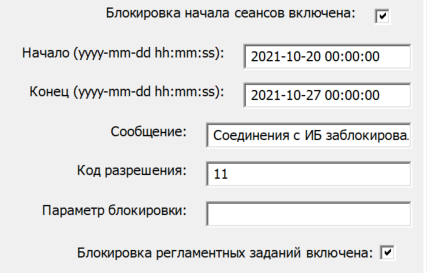 Блокировка начала сеансов включена:
Начало (yyyy-mm-dd hh:mm:ss): 2021-10-20 00:00:00
Конец (yyyy-mm-dd hh:mm:ss): 2021-10-27 00:00:00
Сообщение: Соединения с ИБ заблокирова
Код разрешения: 11
Параметр блокировки:
Блокировка регламентных заданий включена: